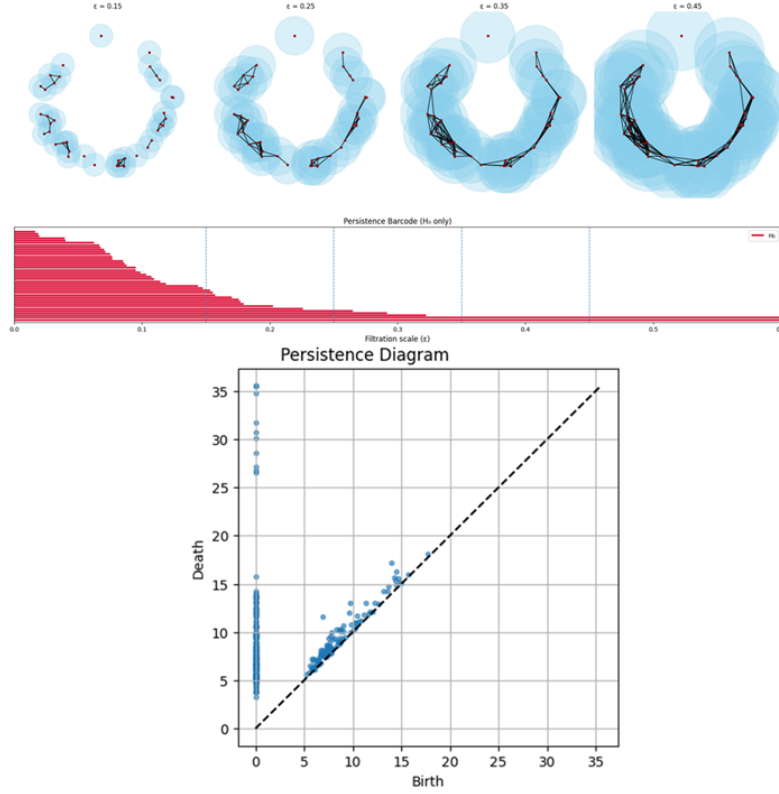 ε = 0.15
ε = 0.25
ε = 0.35
ε = 0.45
Persistence Barcode (H₀ only)
H₀
0.0 0.1 0.2 0.3 0.4 0.5
Filtration scale (ε)
Persistence Diagram
35
30
25
20
15
10
5
0
Death
0 5 10 15 20 25 30 35
Birth